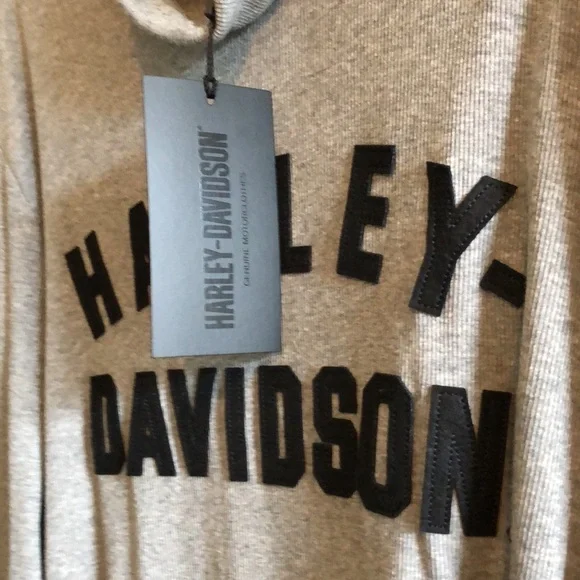 HARLEY-DAVIDSON®
GENUINE MOTORCLOTHES
HA LEY-
DAVIDSON